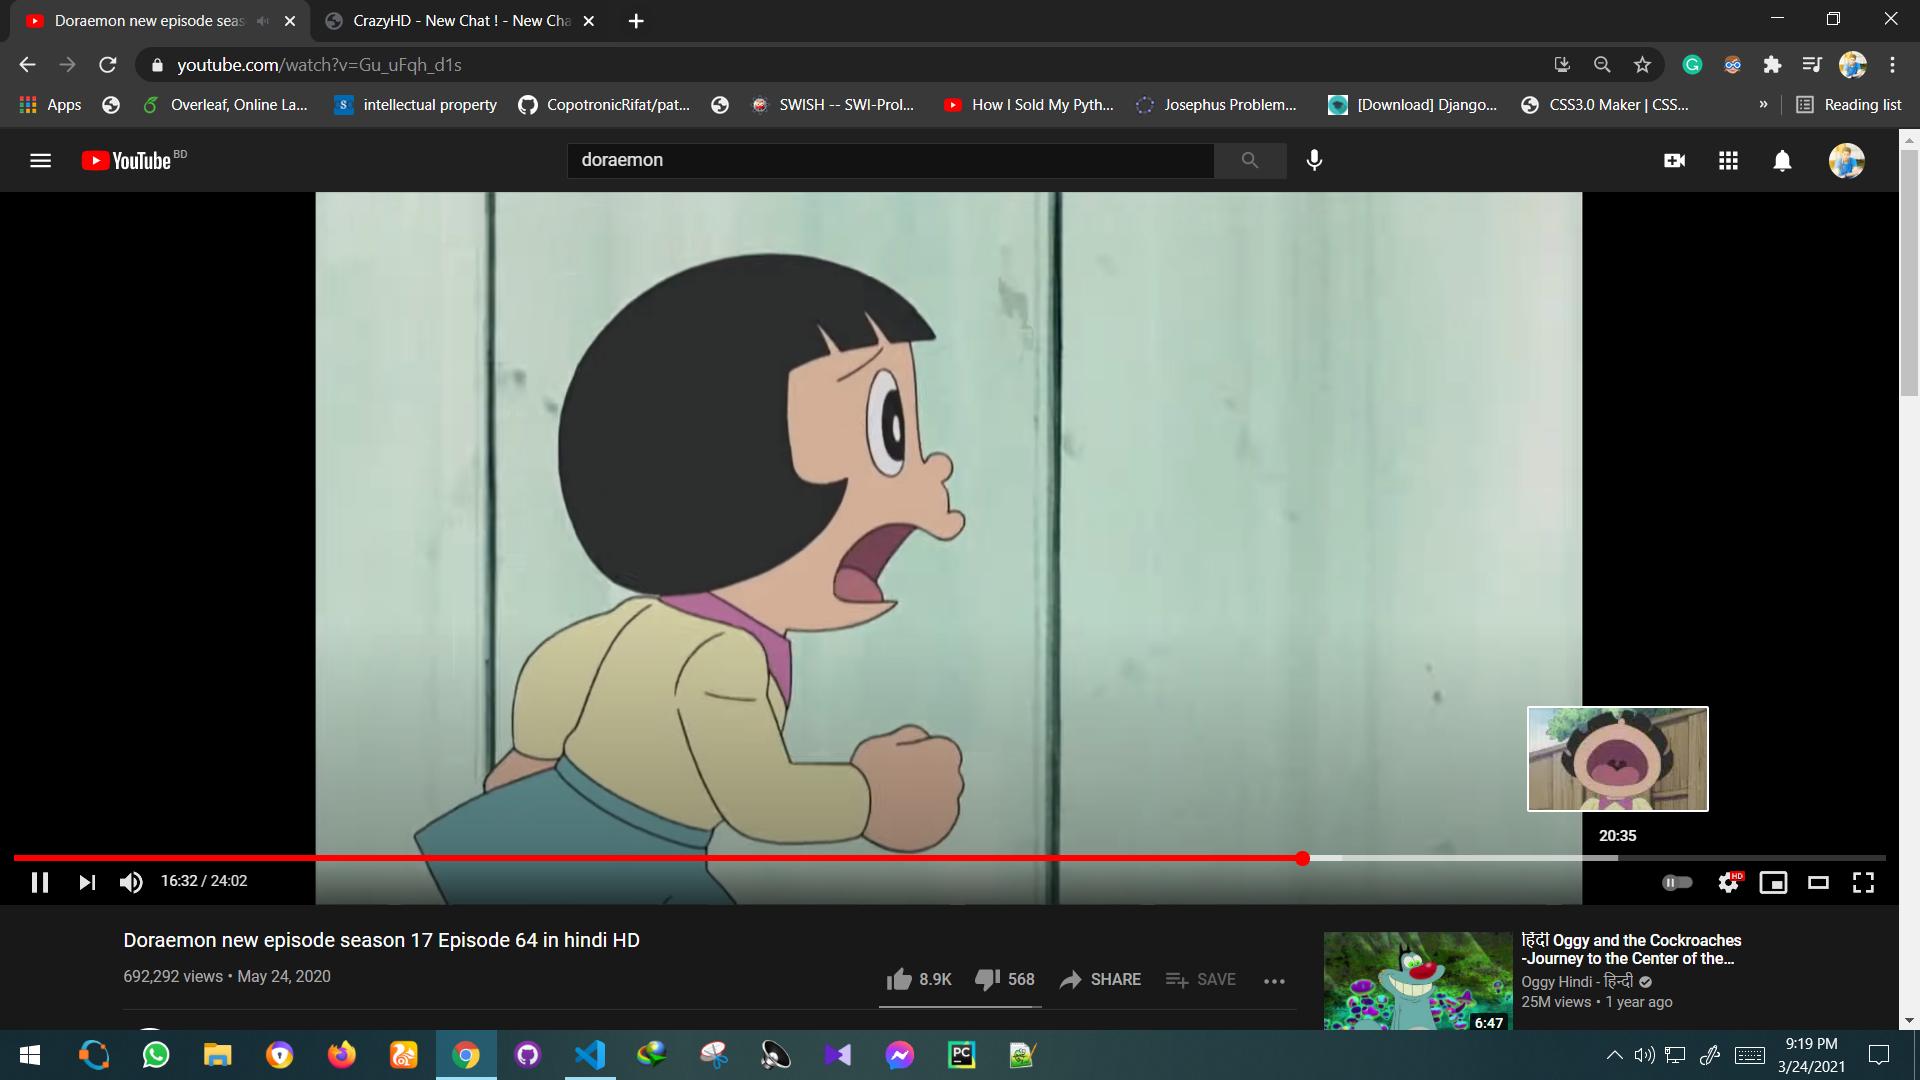 Doraemon new episode seas
CrazyHD - New Chat ! - New Cha
youtube.com/watch?v=Gu_uFqh_d1s
Apps
Overleaf, Online La...
intellectual property
CopotronicRifat/pat...
SWISH -- SWI-Prol...
How I Sold My Pyth...
Josephus Problem...
[Download] Django...
CSS3.0 Maker | CSS...
»
Reading list
YouTube BD
doraemon
20:35
16:32 / 24:02
HD
Doraemon new episode season 17 Episode 64 in hindi HD
692,292 views • May 24, 2020
8.9K
568
SHARE
SAVE
हिंदी Oggy and the Cockroaches
-Journey to the Center of the...
Oggy Hindi - हिन्दी
25M views • 1 year ago
6:47
PC
9:19 PM
3/24/2021